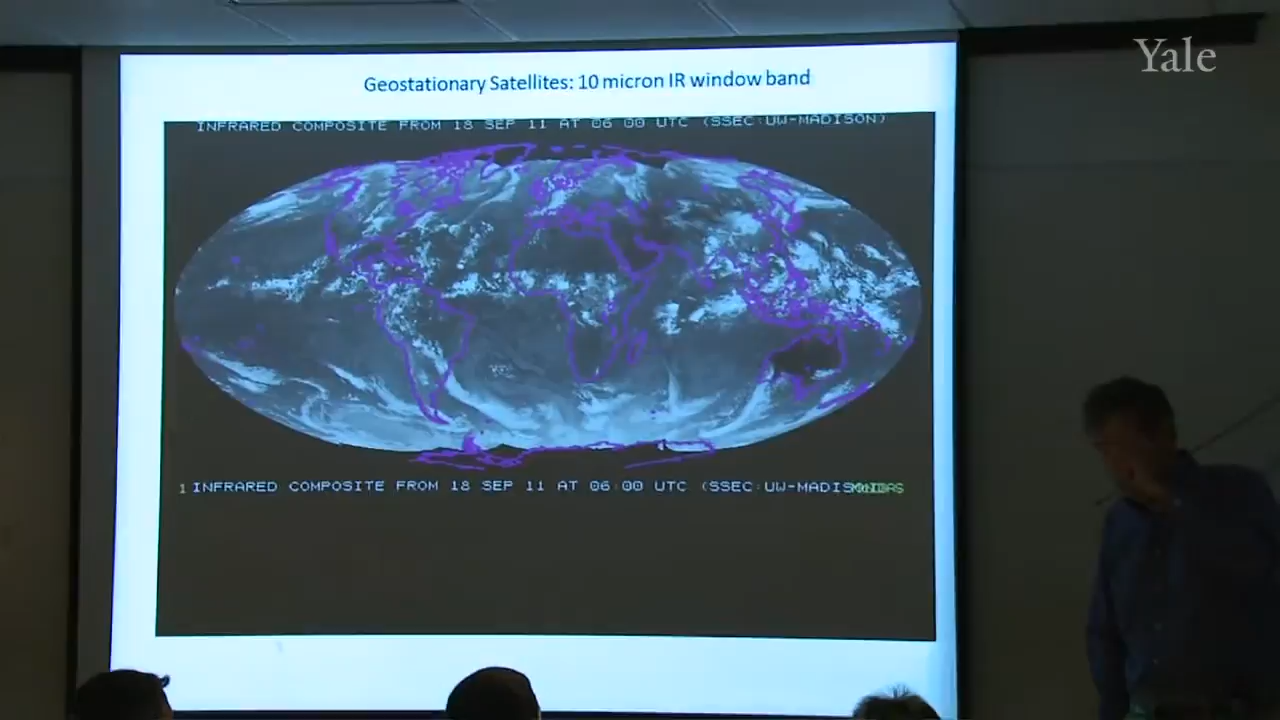 Yale
Geostationary Satellites: 10 micron IR window band
INFRARED COMPOSITE FROM 18 SEP 11 AT 06 00 UTC (SSEC:UW-MADISON)
1 INFRARED COMPOSITE FROM 18 SEP 11 AT 06:00 UTC (SSEC:UW-MADIS